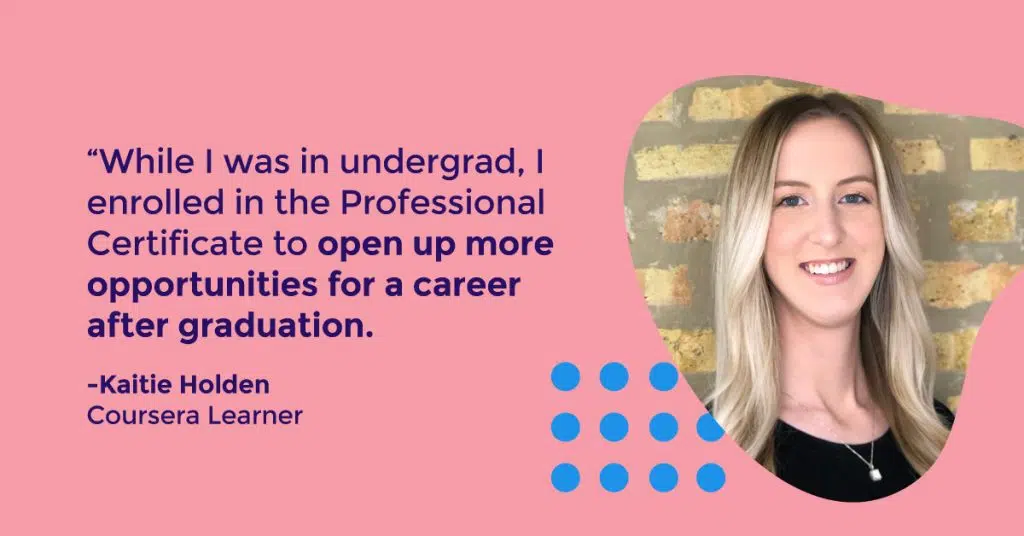 “While I was in undergrad, I
enrolled in the Professional
Certificate to open up more
opportunities for a career
after graduation.
-Kaitie Holden
Coursera Learner